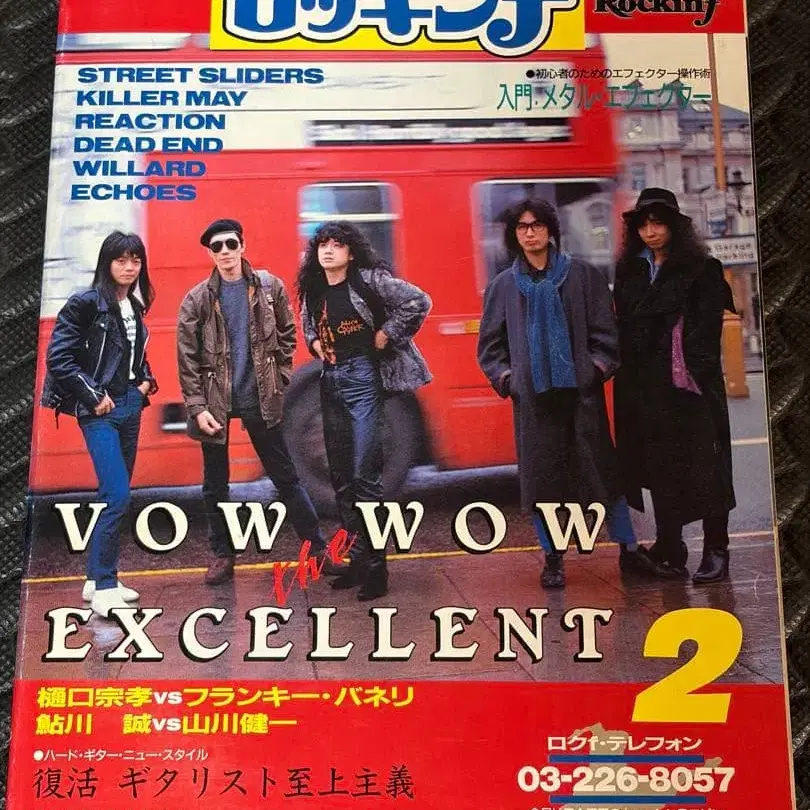 ロッキンf
Rockin'f
STREET SLIDERS
KILLER MAY
REACTION
DEAD END
WILLARD
ECHOES
●初心者のためのエフェクター操作術
入門・メタル・エフェクター
Garage
Parking
ALICE
COOPER
VOW WOW
the
EXCELLENT
2
樋口宗孝vsフランキー・バネリ
鮎川 誠vs山川健一
●ハード・ギター・ニュー・スタイル
復活 ギタリスト至上主義
ロクf・テレフォン
03-226-8057